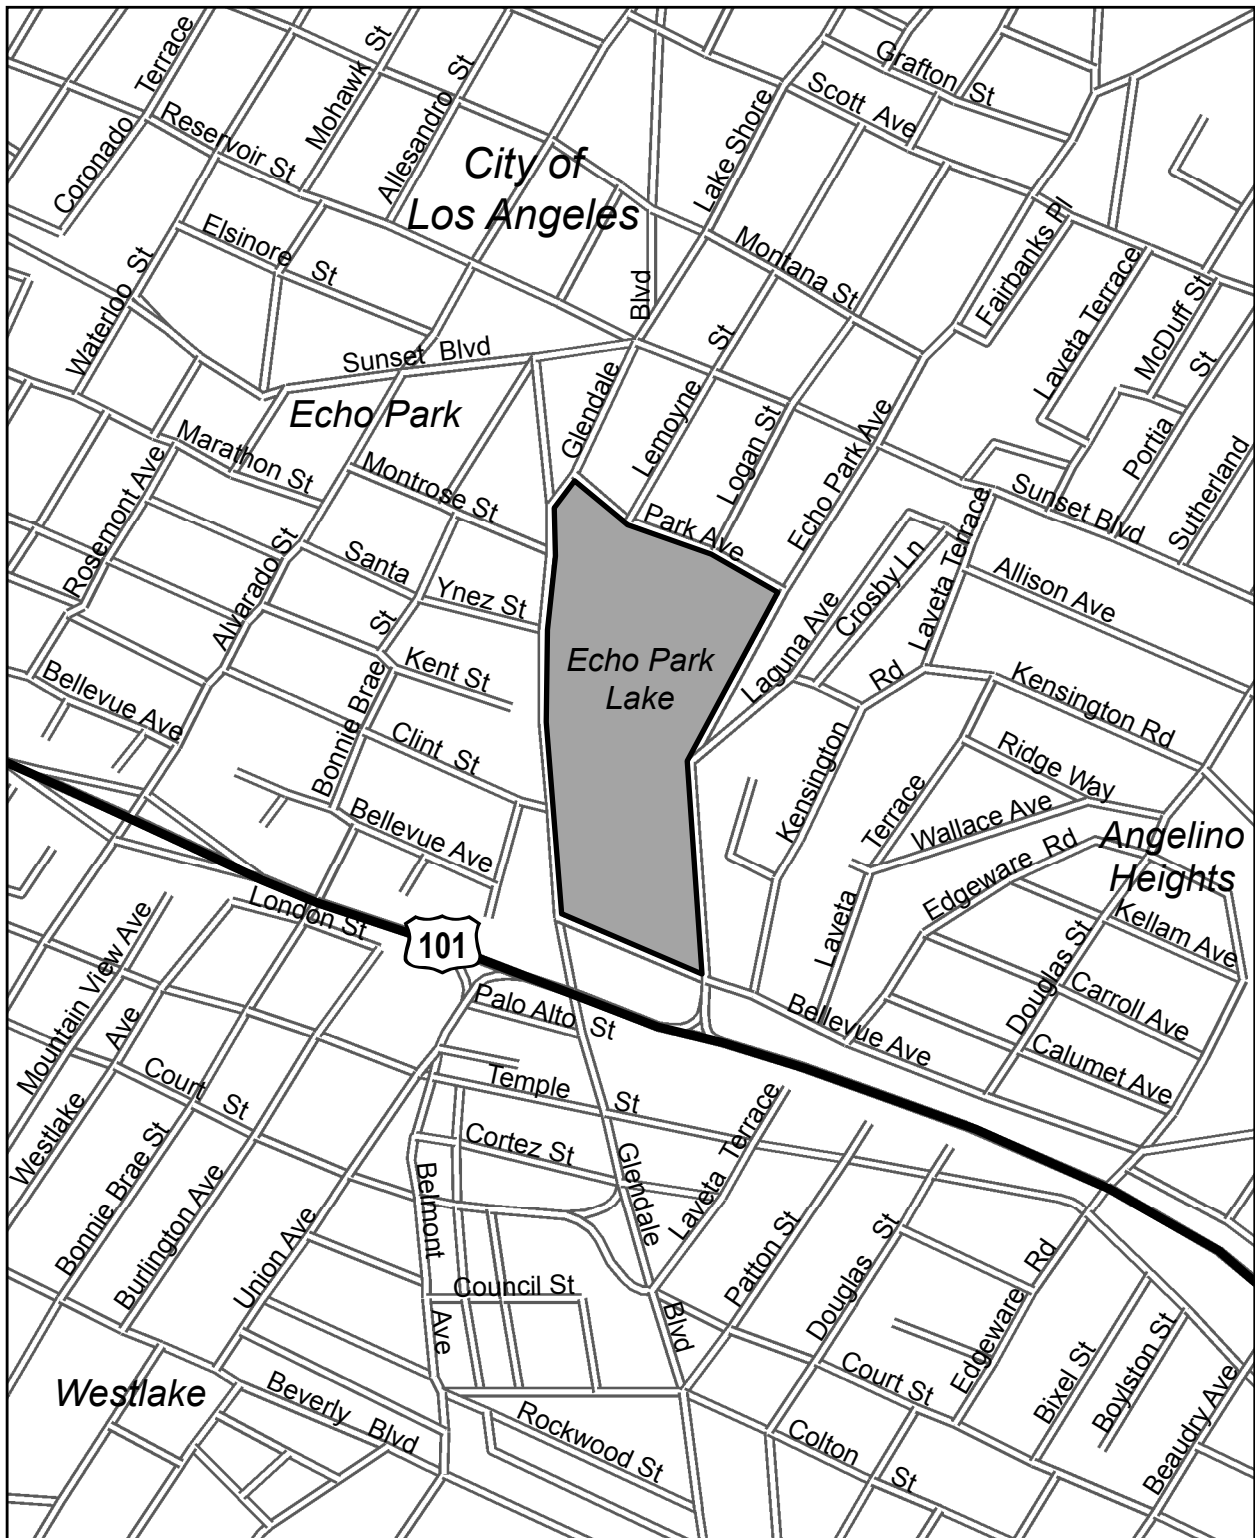 Coronado Terrace
Mohawk St
Allesandro St
Reservoir St
City of
Los Angeles
Grafton St
Scott Ave
Lake Shore
Elsinore St
Blvd
Montana St
Fairbanks Pl
Laveta Terrace
McDuff St
Waterloo St
Sunset Blvd
Echo Park
Glendale
Lemoyne St
Logan St
Echo Park Ave
Portia St
Sutherland
Marathon St
Rosemont Ave
Montrose St
Park Ave
Sunset Blvd
Alvarado St
Santa Ynez St
Crosby Ln
Laveta Terrace
Allison Ave
Laguna Ave
Echo Park
Lake
Kent St
Bellevue Ave
Bonnie Brae St
Kensington Rd
Kensington Rd
Clint St
Ridge Way
Laveta Terrace
Wallace Ave
Angelino
Heights
Bellevue Ave
Edgeware Rd
Kellam Ave
London St
101
Mountain View Ave
Palo Alto St
Bellevue Ave
Douglas St
Carroll Ave
Calumet Ave
Westlake Ave
Court St
Temple St
Cortez St
Glendale
Laveta Terrace
Bonnie Brae St
Burlington Ave
Union Ave
Belmont Ave
Council St
Blvd
Patton St
Douglas St
Edgeware Rd
Bixel St
Boylston St
Beaudry Ave
Court St
Westlake
Beverly Blvd
Rockwood St
Colton St